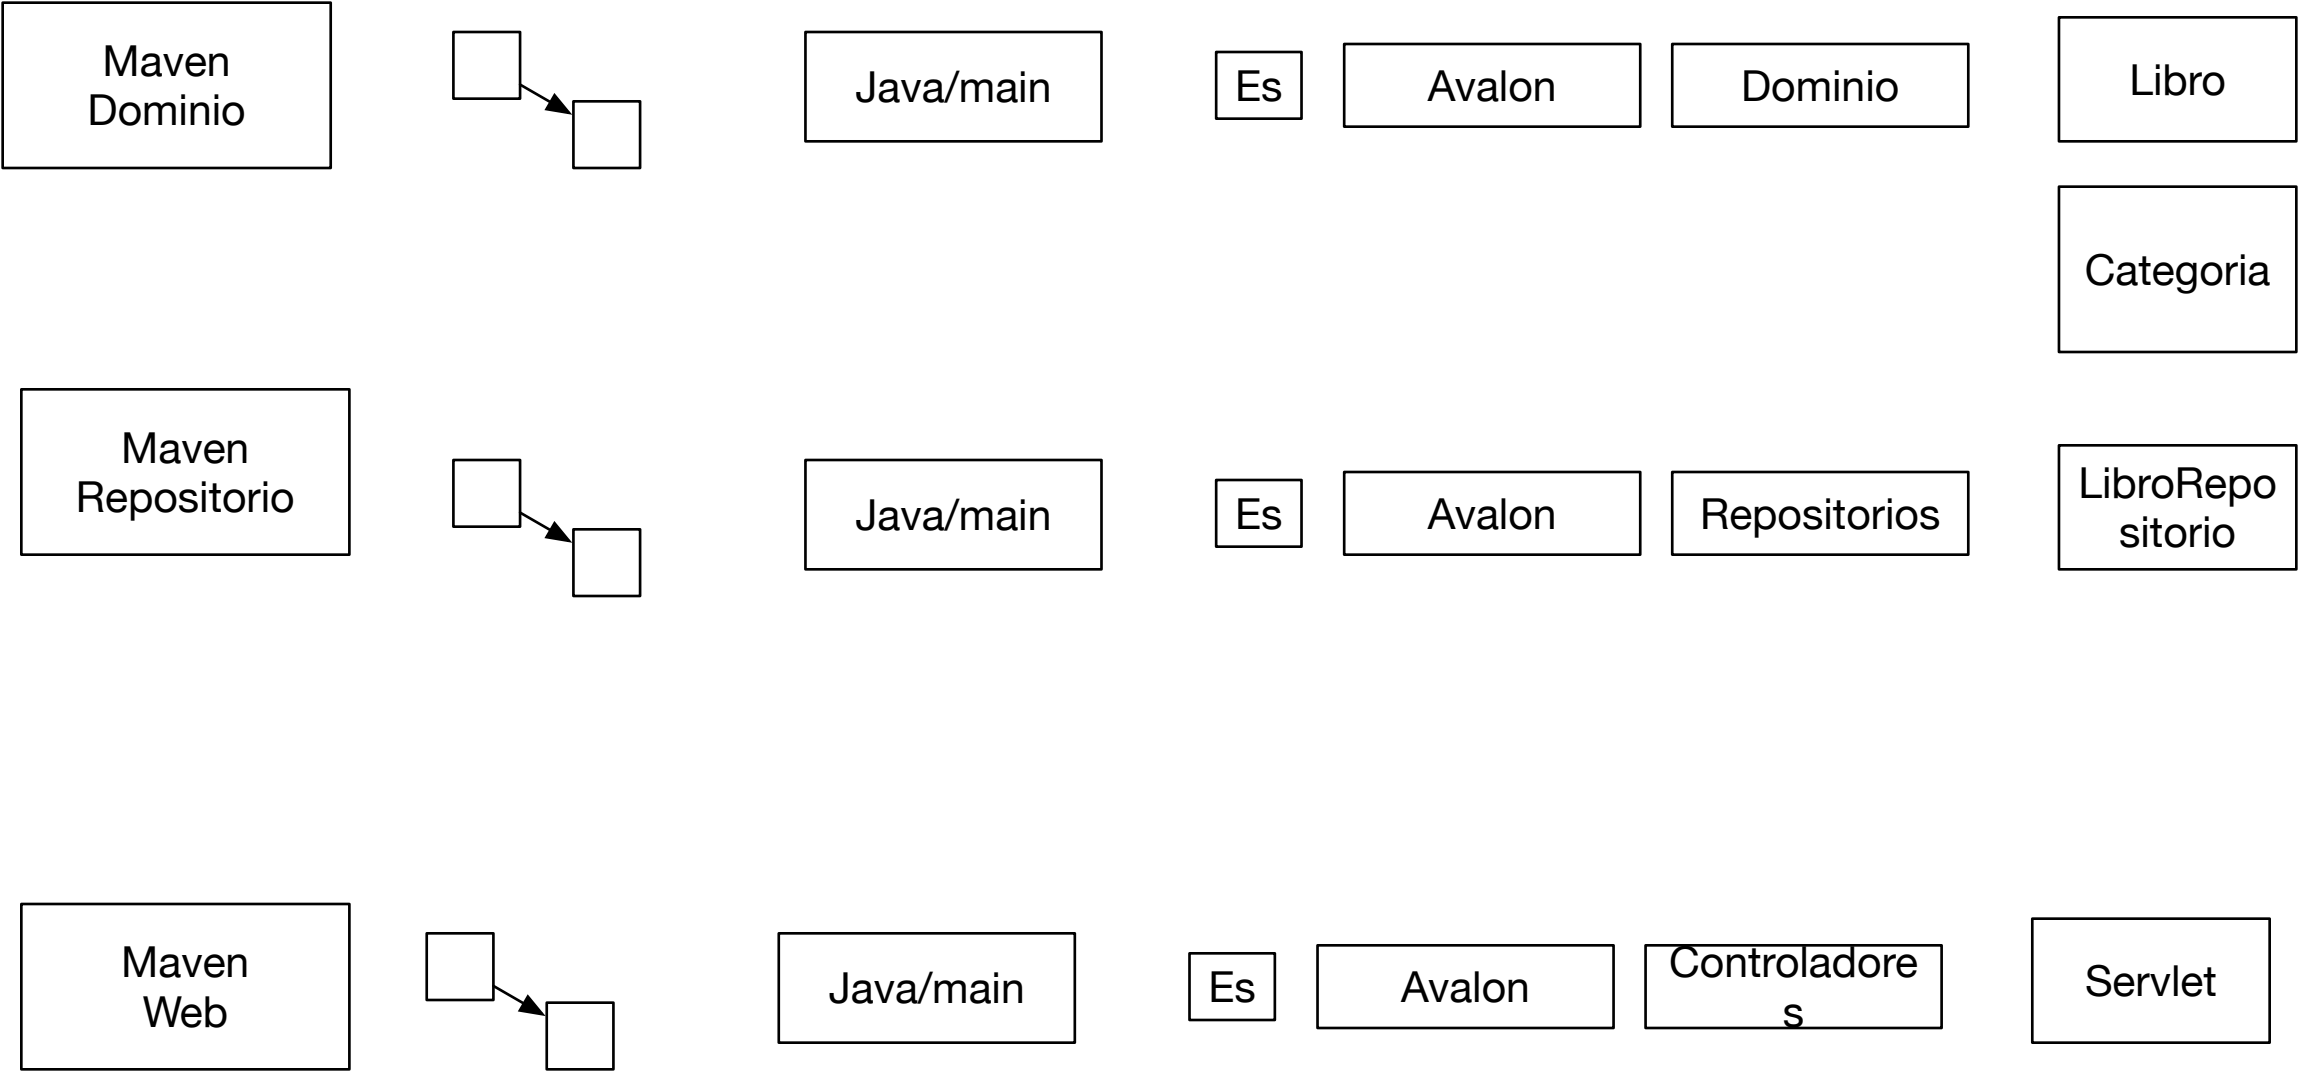 Maven
Dominio
Java/main
Es
Avalon
Dominio
Libro
Categoria
Maven
Repositorio
Java/main
Es
Avalon
Repositorios
LibroRepo
sitorio
Maven
Web
Java/main
Es
Avalon
Controladore
s
Servlet